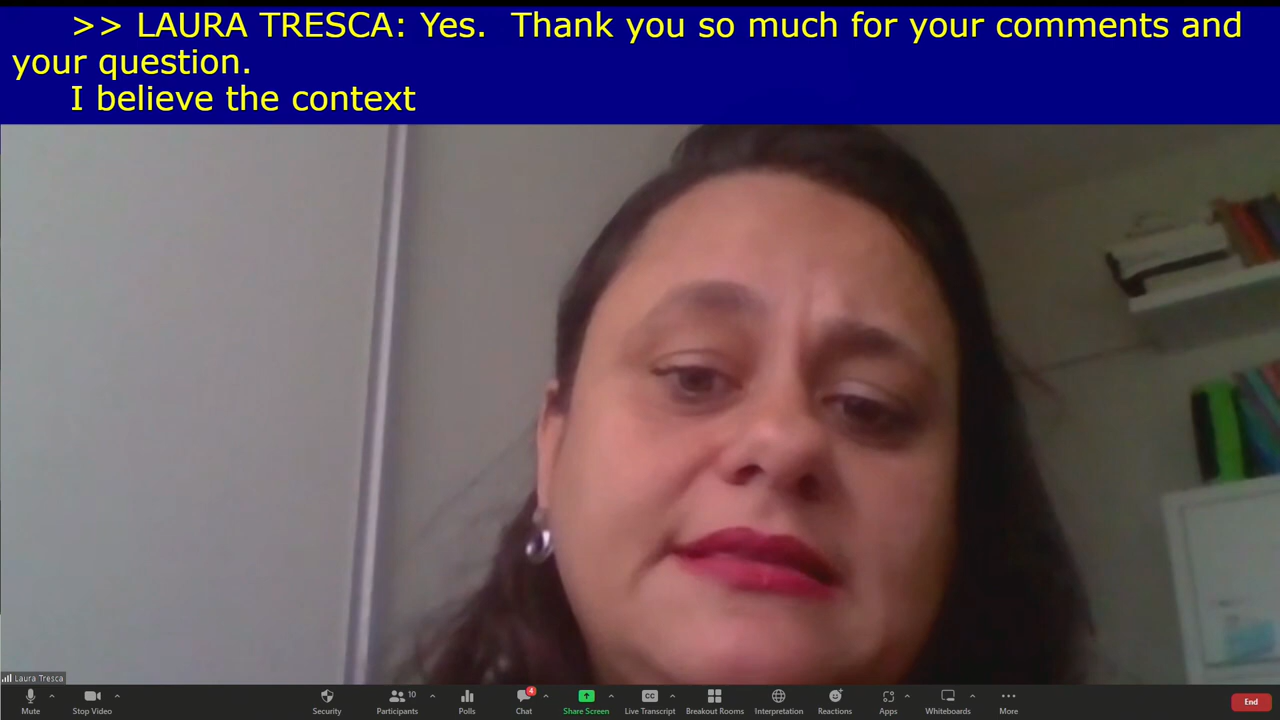 >> LAURA TRESCA: Yes.  Thank you so much for your comments and
your question.
I believe the context
Laura Tresca
Mute
Stop Video
Security
Participants
10
Polls
Chat
4
Share Screen
Live Transcript
CC
Breakout Rooms
Interpretation
Reactions
Apps
Whiteboards
More
End